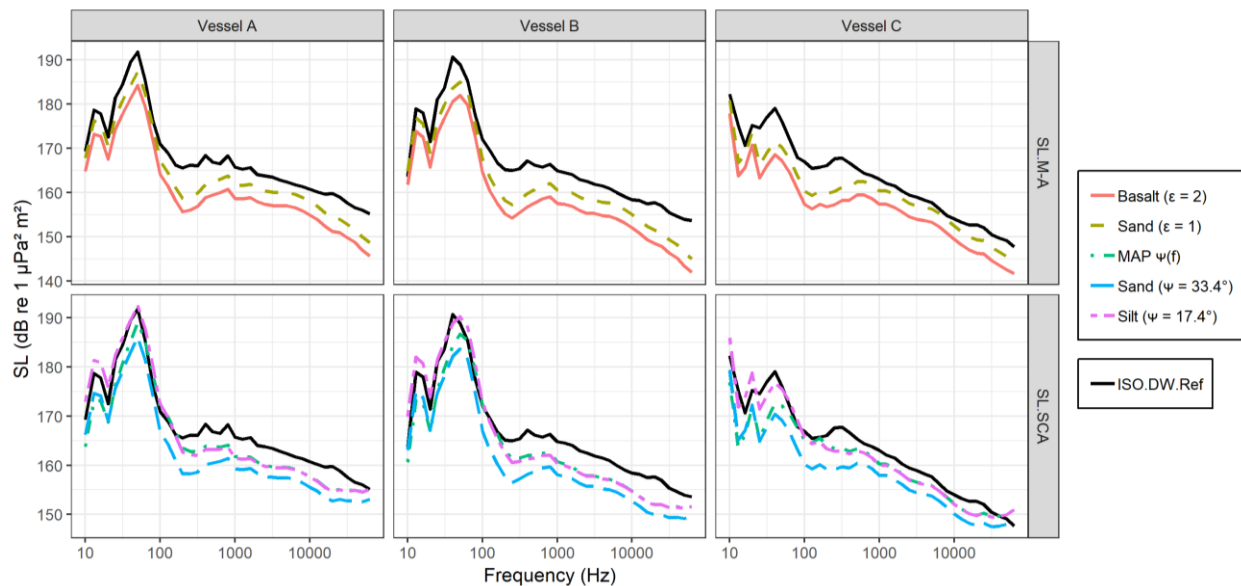 Vessel A
Vessel B
Vessel C
190
180
170
160
150
140
SL.M-A
190
180
170
160
150
SL.SCA
10
100
1000
10000
10
100
1000
10000
10
100
1000
10000
SL (dB re 1 μPa² m²)
Frequency (Hz)
Basalt (ε = 2)
Sand (ε = 1)
MAP Ψ(f)
Sand (Ψ = 33.4°)
Silt (Ψ = 17.4°)
ISO.DW.Ref